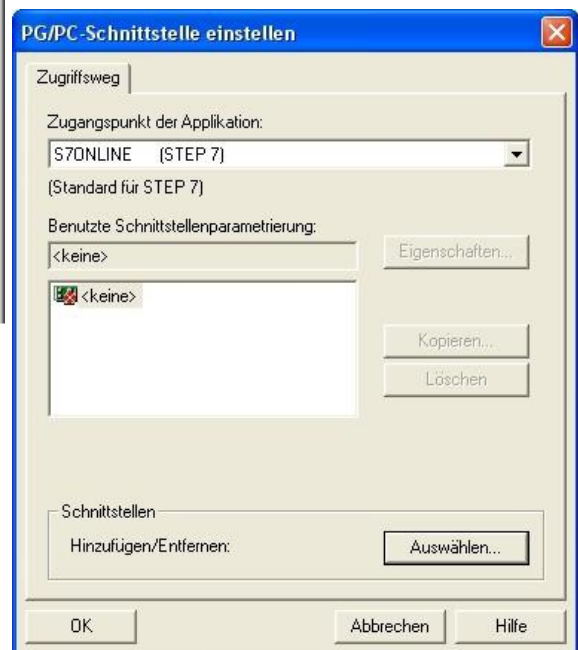 PG/PC-Schnittstelle einstellen
Zugriffsweg
Zugangspunkt der Applikation:
S7ONLINE (STEP 7)
(Standard für STEP 7)
Benutzte Schnittstellenparametrierung:
<keine>
Eigenschaften...
<keine>
Kopieren...
Löschen
Schnittstellen
Hinzufügen/Entfernen:
Auswählen...
OK
Abbrechen
Hilfe